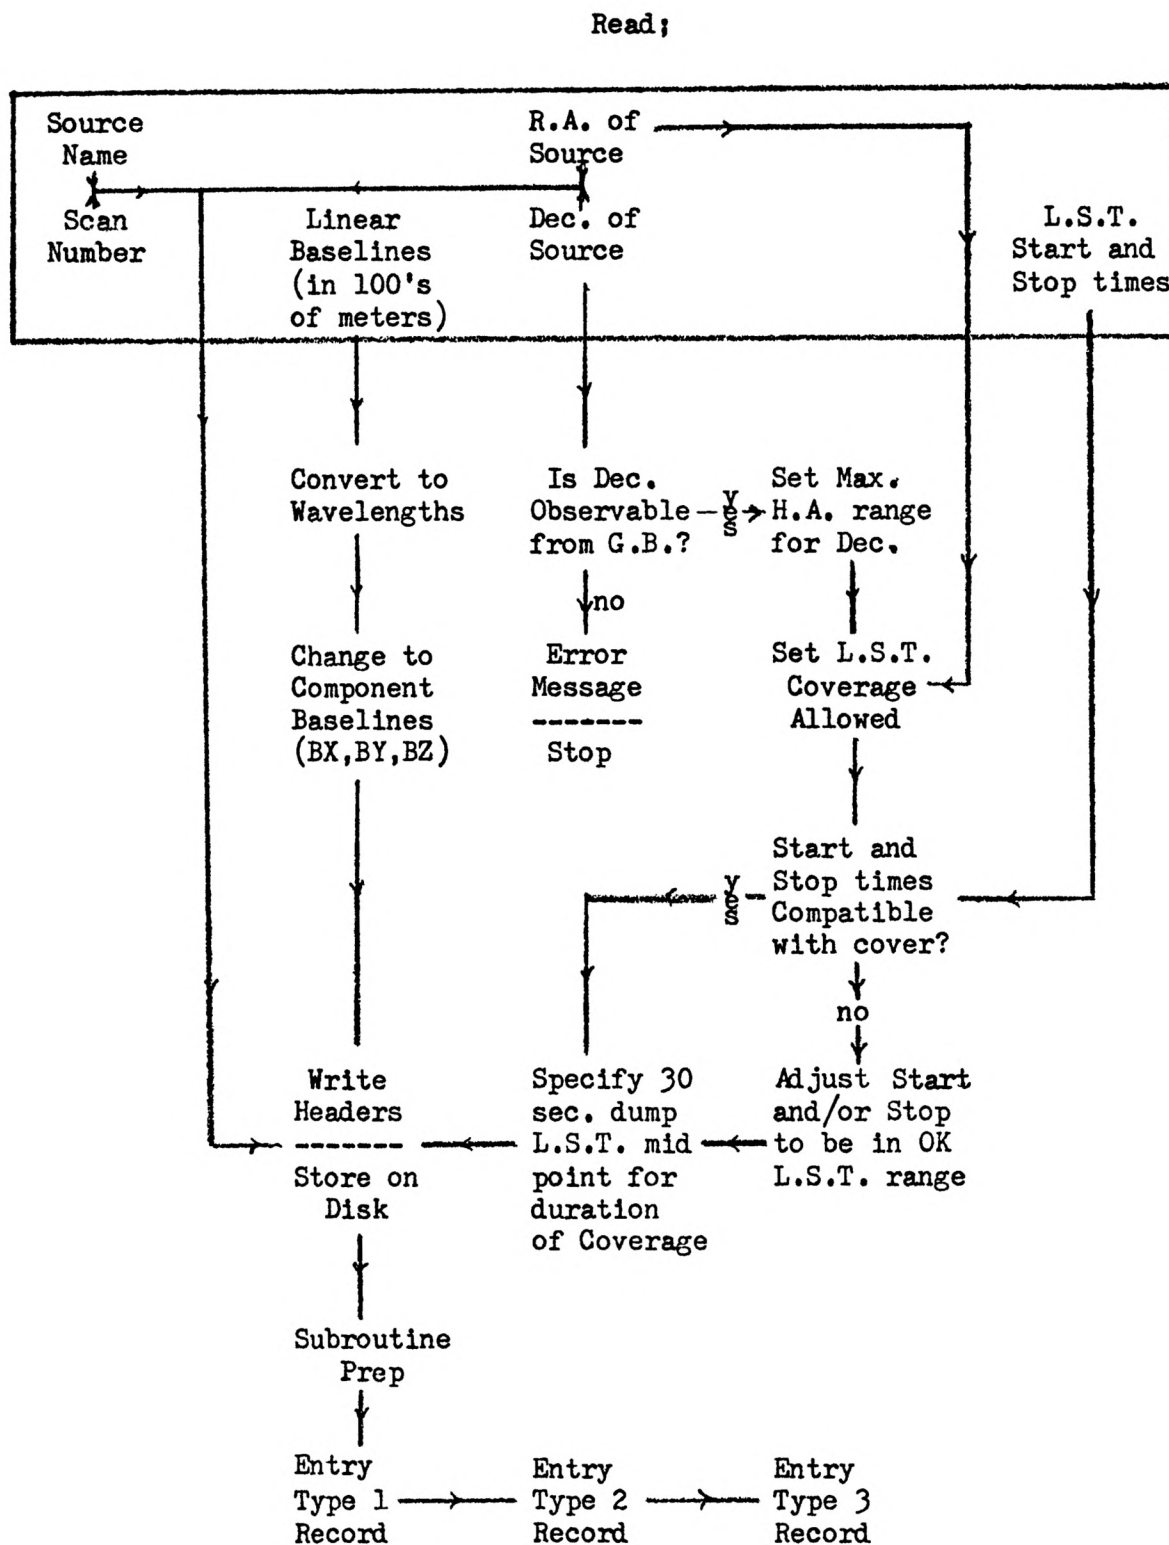 Read;
Source
Name
Scan
Number
Linear
Baselines
(in 100's
of meters)
R.A. of
Source
Dec. of
Source
L.S.T.
Start and
Stop times
Convert to
Wavelengths
Is Dec.
Observable
from G.B.?
yes
Set Max.
H.A. range
for Dec.
no
Change to
Component
Baselines
(BX,BY,BZ)
Error
Message
-------
Stop
Set L.S.T.
Coverage
Allowed
Start and
Stop times
Compatible
with cover?
yes
no
Write
Headers
-------
Store on
Disk
Specify 30
sec. dump
L.S.T. mid
point for
duration
of Coverage
Adjust Start
and/or Stop
to be in OK
L.S.T. range
Subroutine
Prep
Entry
Type 1
Record
Entry
Type 2
Record
Entry
Type 3
Record